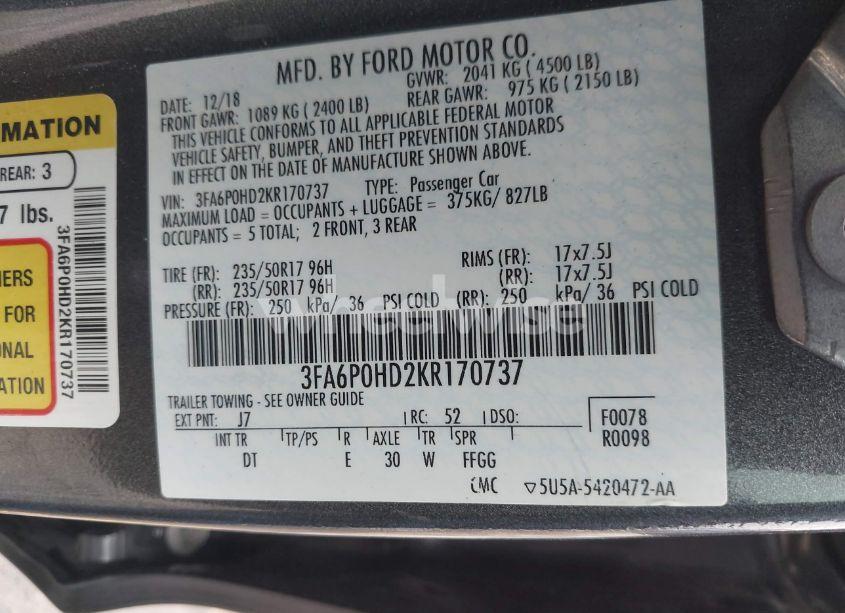 MFD. BY FORD MOTOR CO.
DATE: 12/18 GVWR: 2041 KG ( 4500 LB)
FRONT GAWR: 1089 KG ( 2400 LB) REAR GAWR: 975 KG ( 2150 LB)
THIS VEHICLE CONFORMS TO ALL APPLICABLE FEDERAL MOTOR
VEHICLE SAFETY, BUMPER, AND THEFT PREVENTION STANDARDS
IN EFFECT ON THE DATE OF MANUFACTURE SHOWN ABOVE.
VIN: 3FA6P0HD2KR170737 TYPE: Passenger Car
MAXIMUM LOAD = OCCUPANTS + LUGGAGE = 375KG/ 827LB
OCCUPANTS = 5 TOTAL; 2 FRONT, 3 REAR
TIRE (FR): 235/50R17 96H RIMS (FR): 17x7.5J
(RR): 235/50R17 96H (RR): 17x7.5J
PRESSURE (FR): 250 kPa/ 36 PSI COLD (RR): 250 kPa/ 36 PSI COLD
wheelwise
3FA6P0HD2KR170737
TRAILER TOWING - SEE OWNER GUIDE
EXT PNT: J7 RC: 52 DSO: F0078
R0098
INT TR TP/PS R AXLE TR SPR
DT E 30 W FFGG
CMC ▽5U5A-5420472-AA
RMATION
REAR: 3
7 lbs.
3FA6P0HD2KR170737
NERS
FOR
ONAL
ATION